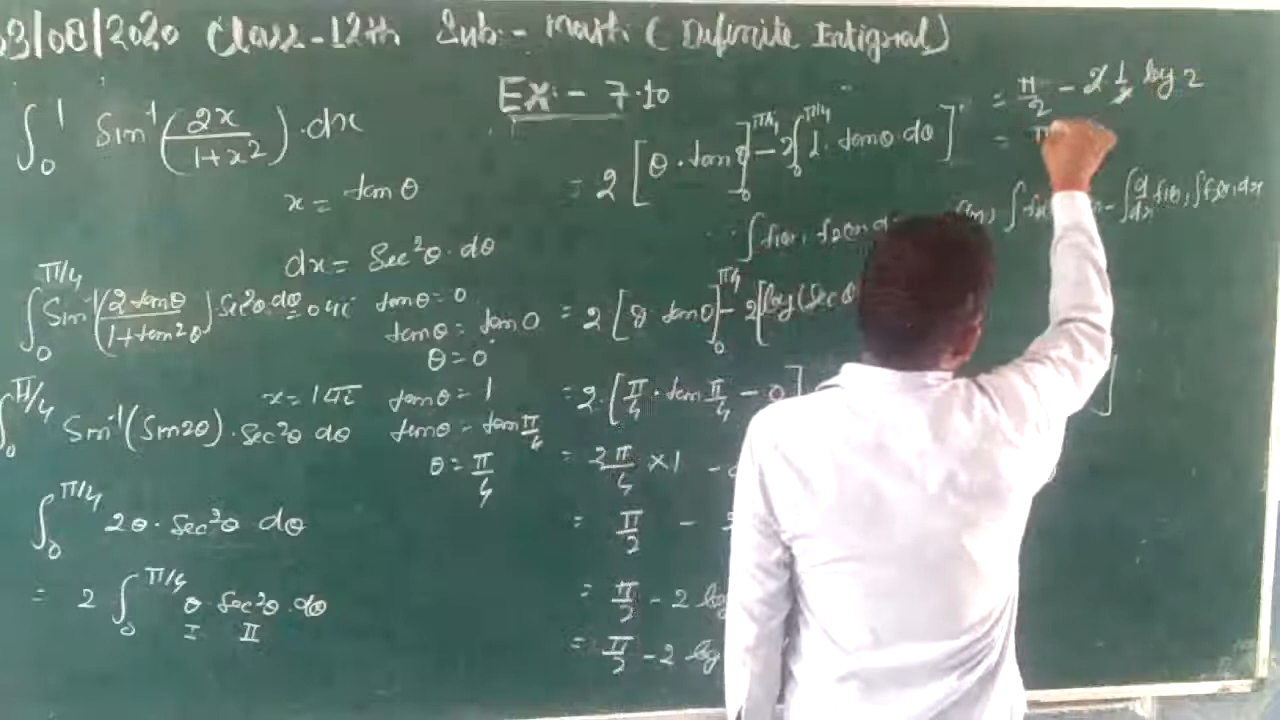 3/08/2020 Class-12th Sub:- Math (Definite Intigral)
Ex:- 7.10
∫₀¹ Sin⁻¹(2x/1+x²)·dx
x = tanθ
dx = Sec²θ·dθ
∫₀^π/4 Sin⁻¹(2tanθ/1+tan²θ) Sec²θ·dθ
tanθ=0
tanθ = tan0
θ=0
tanθ=1
tanθ = tan π/4
θ = π/4
∫₀^π/4 Sin⁻¹(Sin2θ)·Sec²θ dθ
∫₀^π/4 2θ·Sec²θ dθ
= 2 ∫₀^π/4 θ·Sec²θ·dθ
I II
= 2[θ·tanθ]₀^π/4 - 2∫₀^π/4 1·tanθ·dθ]
= 2[θ·tanθ]₀^π/4 - 2[log(Secθ
= 2·[π/4·tan π/4 - 0]
= 2π/4 ×1 -
= π/2 -
= π/2 - 2 log
= π/2 - 2 log
= π/2 - 2 1/2 log 2
= π